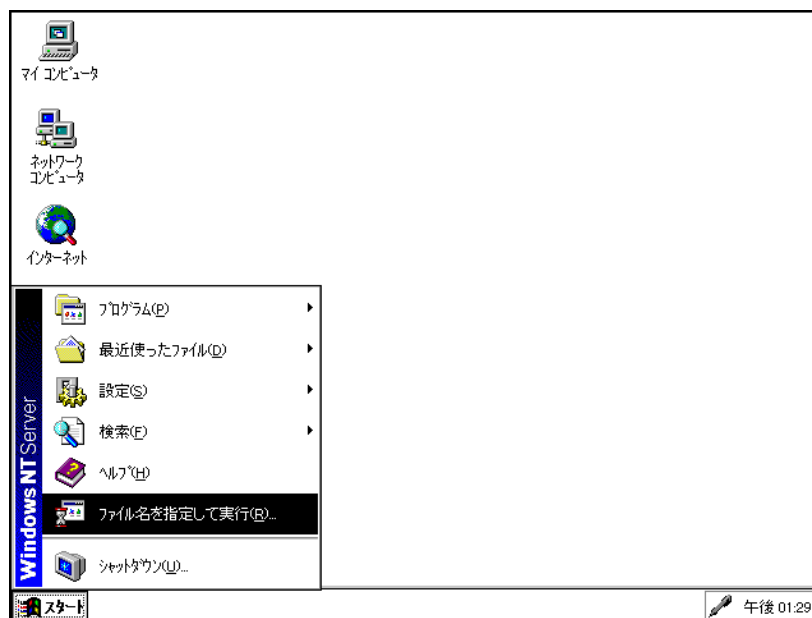 マイ コンピュータ
ネットワーク
コンピュータ
インターネット
Windows NT Server
プログラム(P)
最近使ったファイル(D)
設定(S)
検索(F)
ヘルプ(H)
ファイル名を指定して実行(R)...
シャットダウン(U)...
スタート
午後 01:29